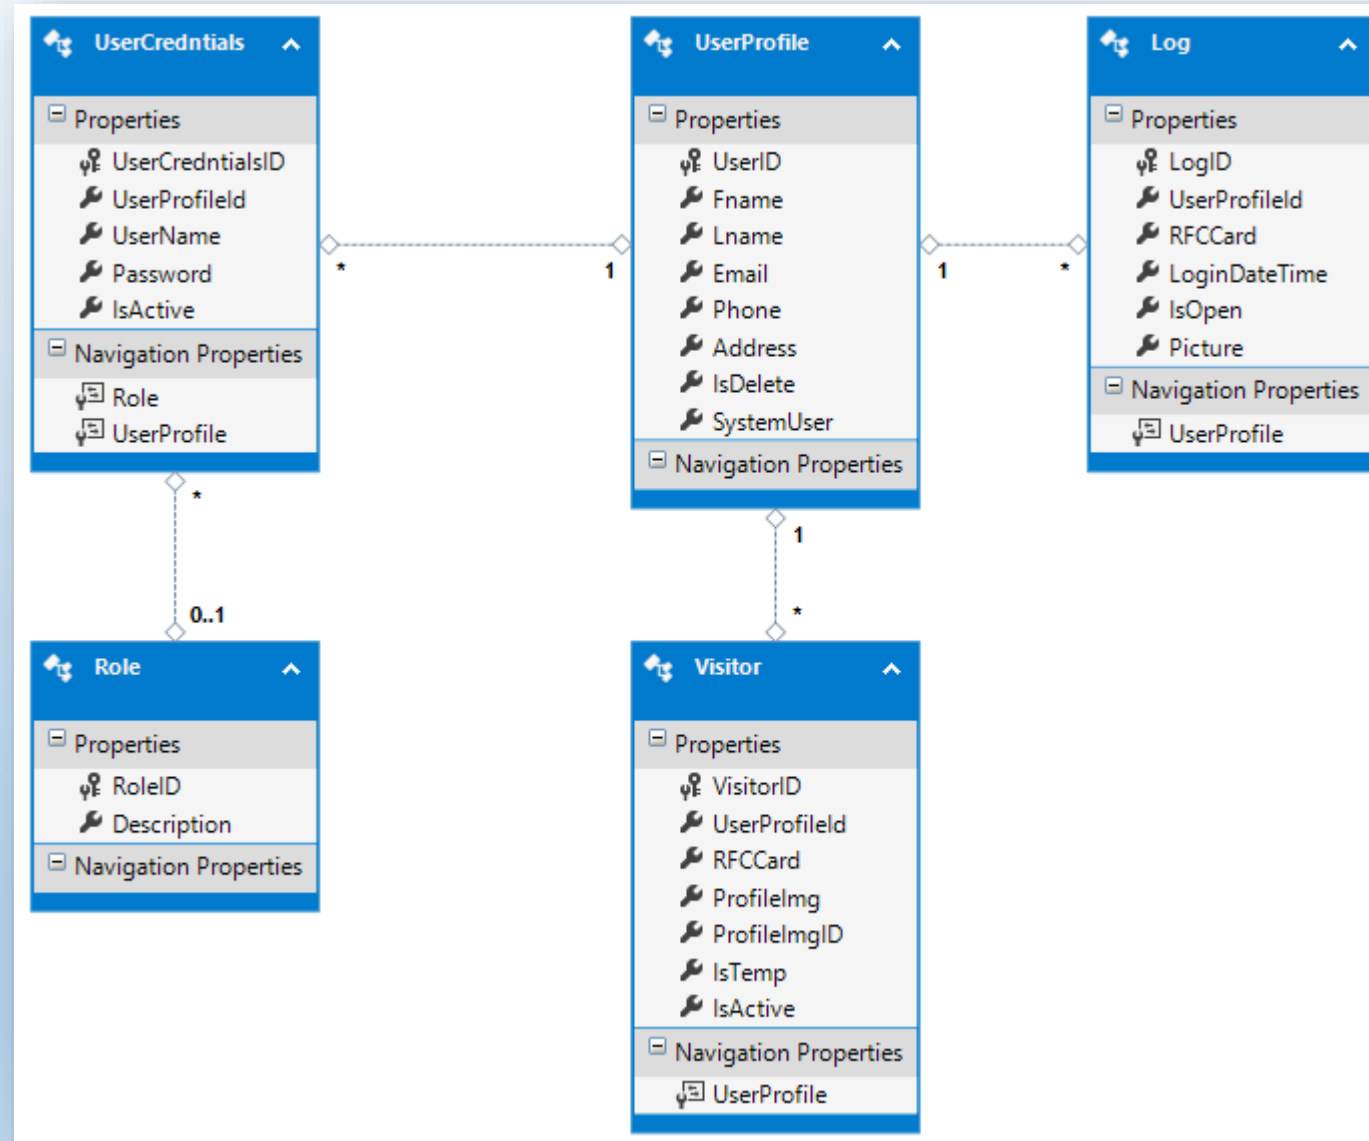 UserCredntials
Properties
UserCredntialsID
UserProfileId
UserName
Password
IsActive
Navigation Properties
Role
UserProfile
*
1
UserProfile
Properties
UserID
Fname
Lname
Email
Phone
Address
IsDelete
SystemUser
Navigation Properties
1
*
Log
Properties
LogID
UserProfileId
RFCCard
LoginDateTime
IsOpen
Picture
Navigation Properties
UserProfile
*
0..1
Role
Properties
RoleID
Description
Navigation Properties
1
*
Visitor
Properties
VisitorID
UserProfileId
RFCCard
ProfileImg
ProfileImgID
IsTemp
IsActive
Navigation Properties
UserProfile